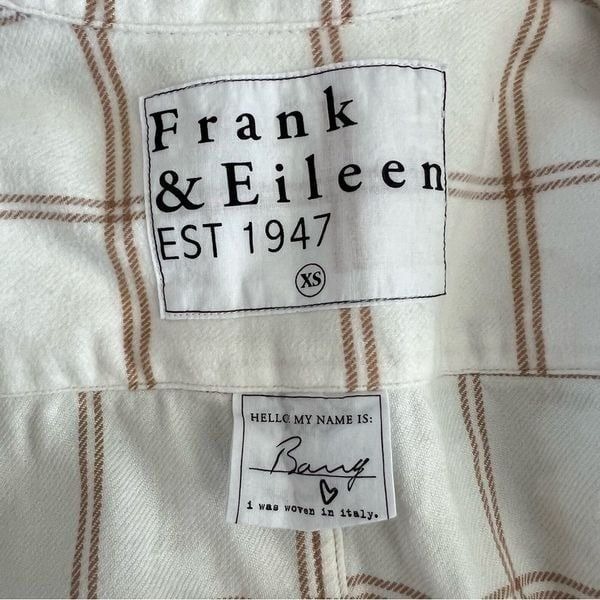 Frank
& Eileen
EST 1947
XS
HELLO MY NAME IS:
Barry
i was woven in italy.